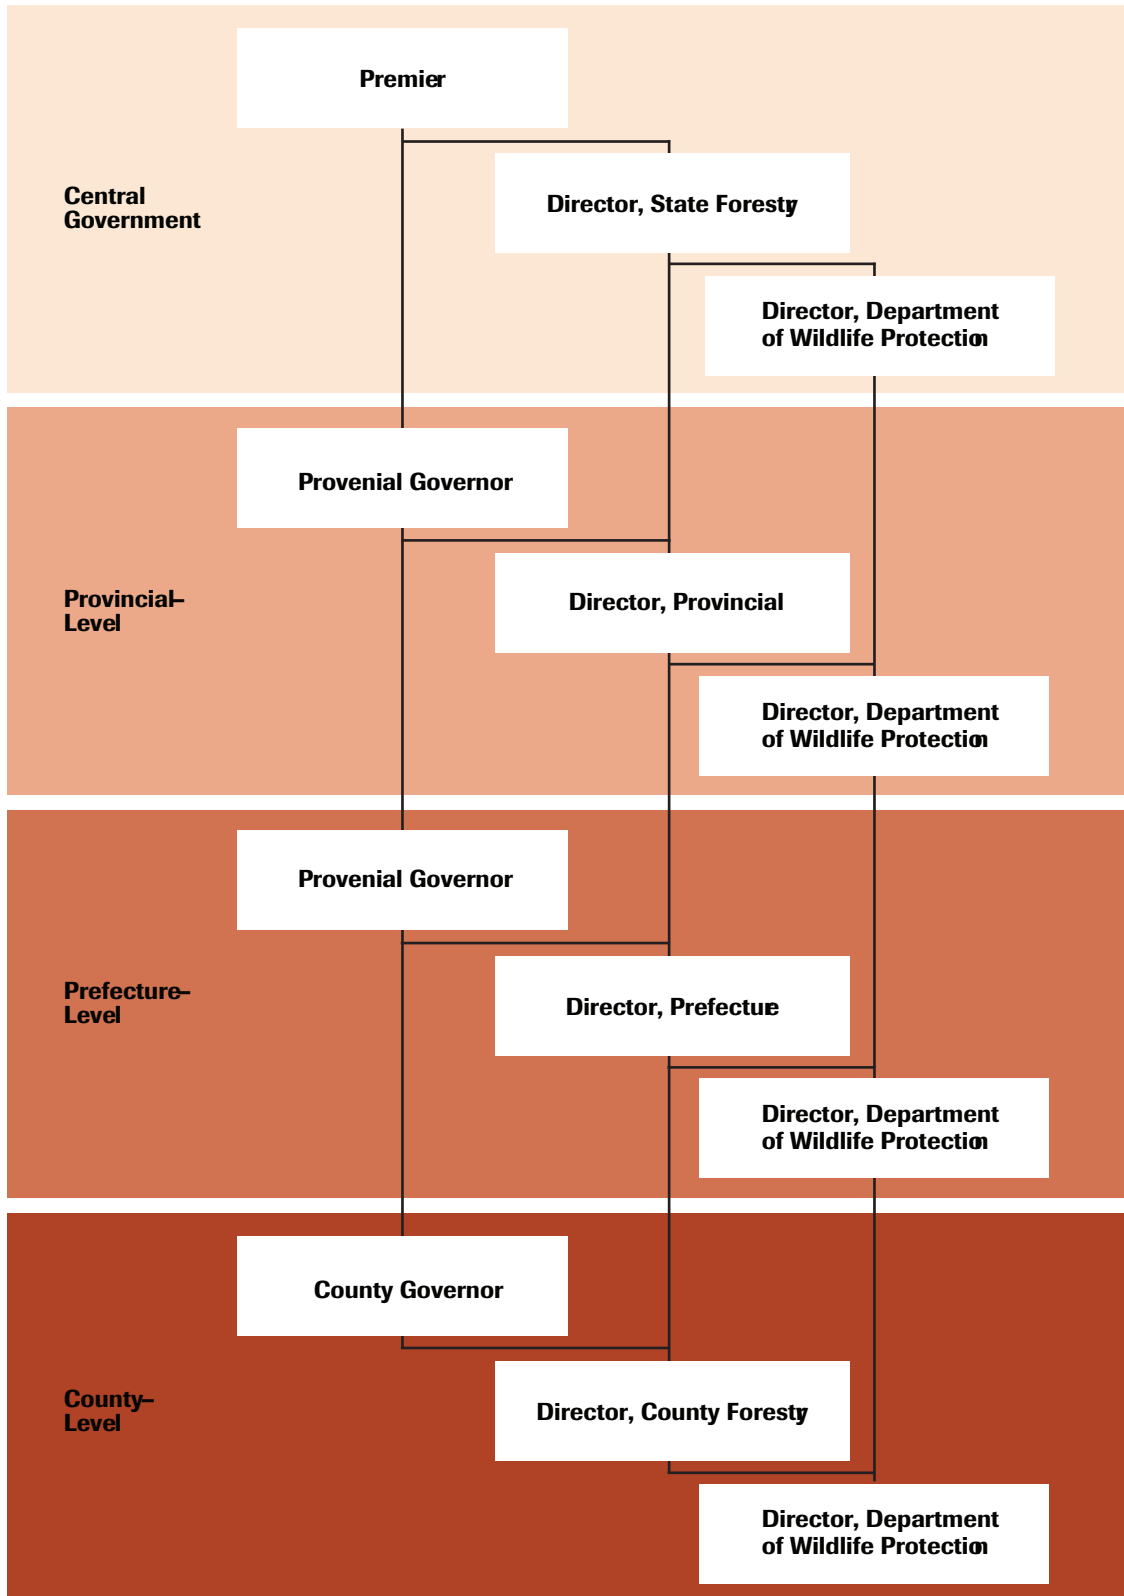 Premier
Central
Government
Director, State Forestry
Director, Department
of Wildlife Protection
Provenial Governor
Provincial–
Level
Director, Provincial
Director, Department
of Wildlife Protection
Provenial Governor
Prefecture–
Level
Director, Prefecture
Director, Department
of Wildlife Protection
County Governor
County–
Level
Director, County Forestry
Director, Department
of Wildlife Protection